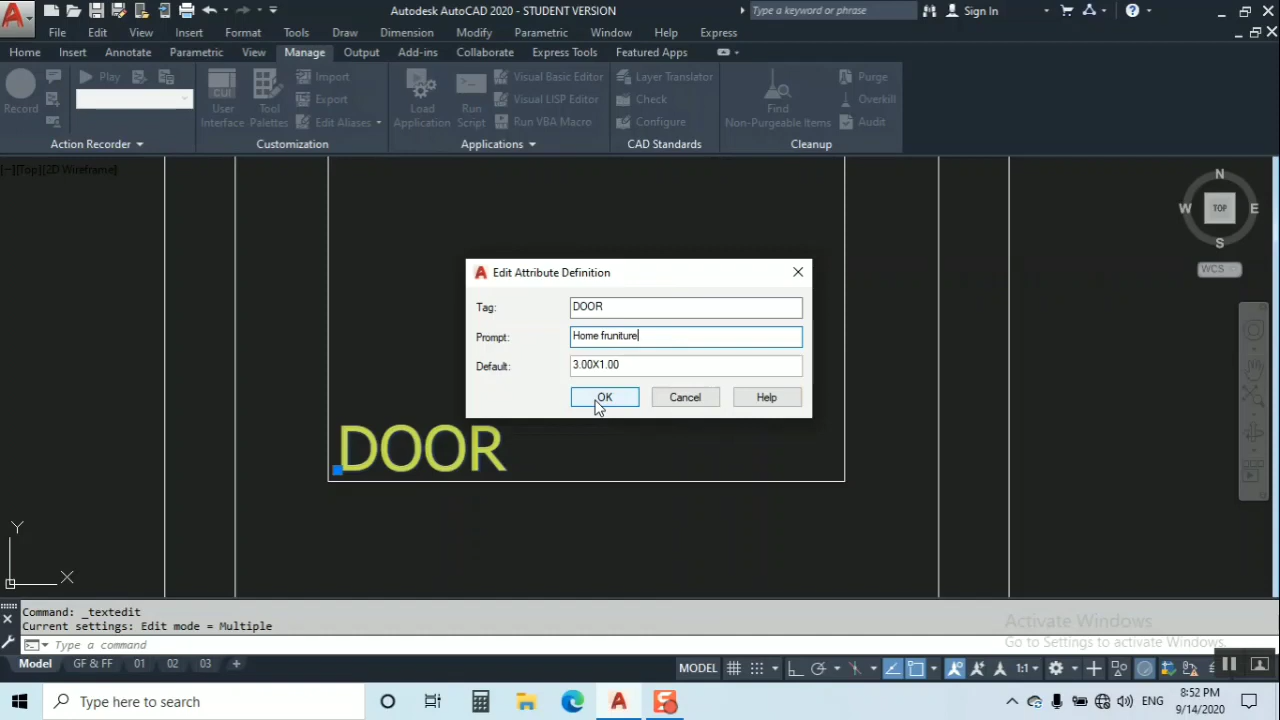 Autodesk AutoCAD 2020 - STUDENT VERSION
Type a keyword or phrase
Sign In
File Edit View Insert Format Tools Draw Dimension Modify Parametric Window Help Express
Home Insert Annotate Parametric View Manage Output Add-ins Collaborate Express Tools Featured Apps
Record
Play
CUI
User Interface
Tool Palettes
Import
Export
Edit Aliases
Load Application
Run Script
Visual Basic Editor
Visual LISP Editor
Run VBA Macro
Layer Translator
Check
Configure
Find Non-Purgeable Items
Purge
Overkill
Audit
Action Recorder
Customization
Applications
CAD Standards
Cleanup
[−][Top][2D Wireframe]
N
W TOP E
S
WCS
Edit Attribute Definition
Tag: DOOR
Prompt: Home fruniture
Default: 3.00X1.00
OK Cancel Help
DOOR
Y
X
Command: _textedit
Current settings: Edit mode = Multiple
Type a command
Activate Windows
Go to Settings to activate Windows.
Model GF & FF 01 02 03 +
MODEL
1:1
Type here to search
ENG
8:52 PM
9/14/2020